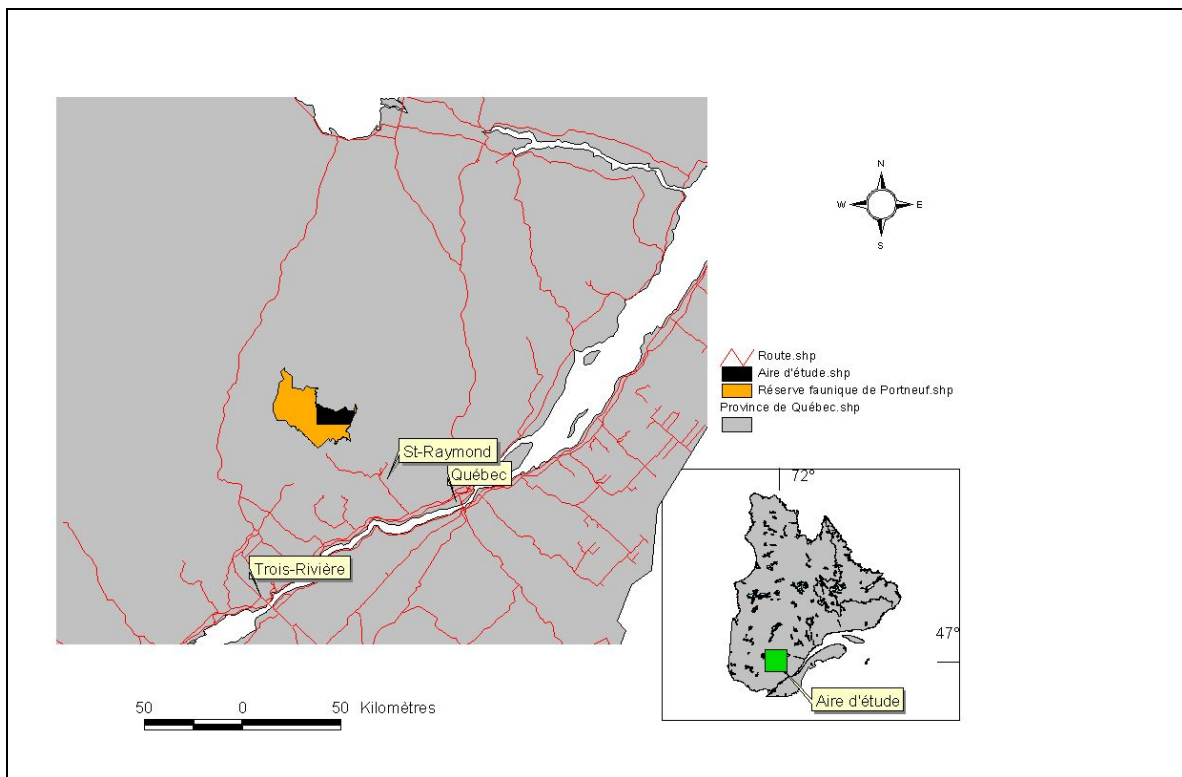 N
W
E
S
Route.shp
Aire d'étude.shp
Réserve faunique de Portneuf.shp
Province de Québec.shp
St-Raymond
Québec
Trois-Rivière
72°
47°
Aire d'étude
50 0 50 Kilomètres